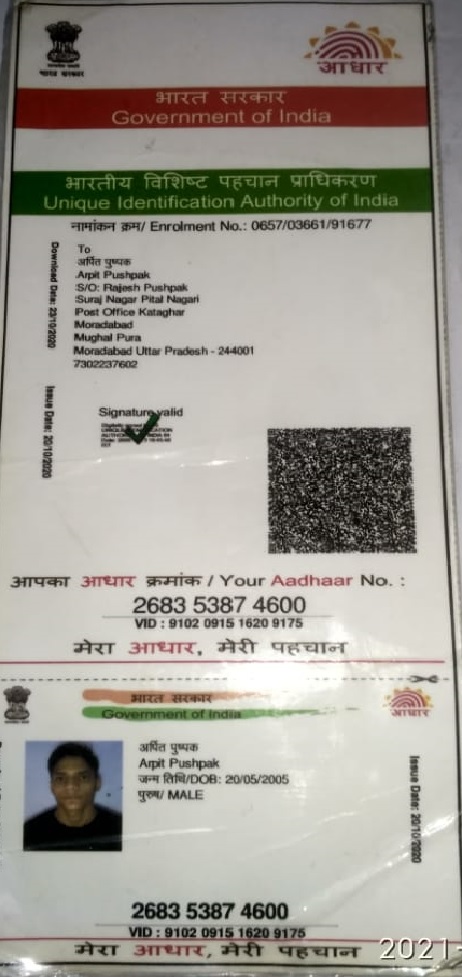 भारत सरकार
आधार
भारत सरकार
Government of India
भारतीय विशिष्ट पहचान प्राधिकरण
Unique Identification Authority of India
नामांकन क्रम/ Enrolment No.: 0657/03661/91677
Download Date: 23/10/2020
Issue Date: 20/10/2020
To
अर्पित पुष्पक
Arpit Pushpak
S/O: Rajesh Pushpak
Suraj Nagar Pital Nagari
Post Office Kataghar
Moradabad
Mughal Pura
Moradabad Uttar Pradesh - 244001
7302237602
Signature valid
आपका आधार क्रमांक / Your Aadhaar No. :
2683 5387 4600
VID : 9102 0915 1620 9175
मेरा आधार, मेरी पहचान
भारत सरकार
Government of India
आधार
अर्पित पुष्पक
Arpit Pushpak
जन्म तिथि/DOB: 20/05/2005
पुरुष/ MALE
Issue Date: 20/10/2020
2683 5387 4600
VID : 9102 0915 1620 9175
मेरा आधार, मेरी पहचान
2021-